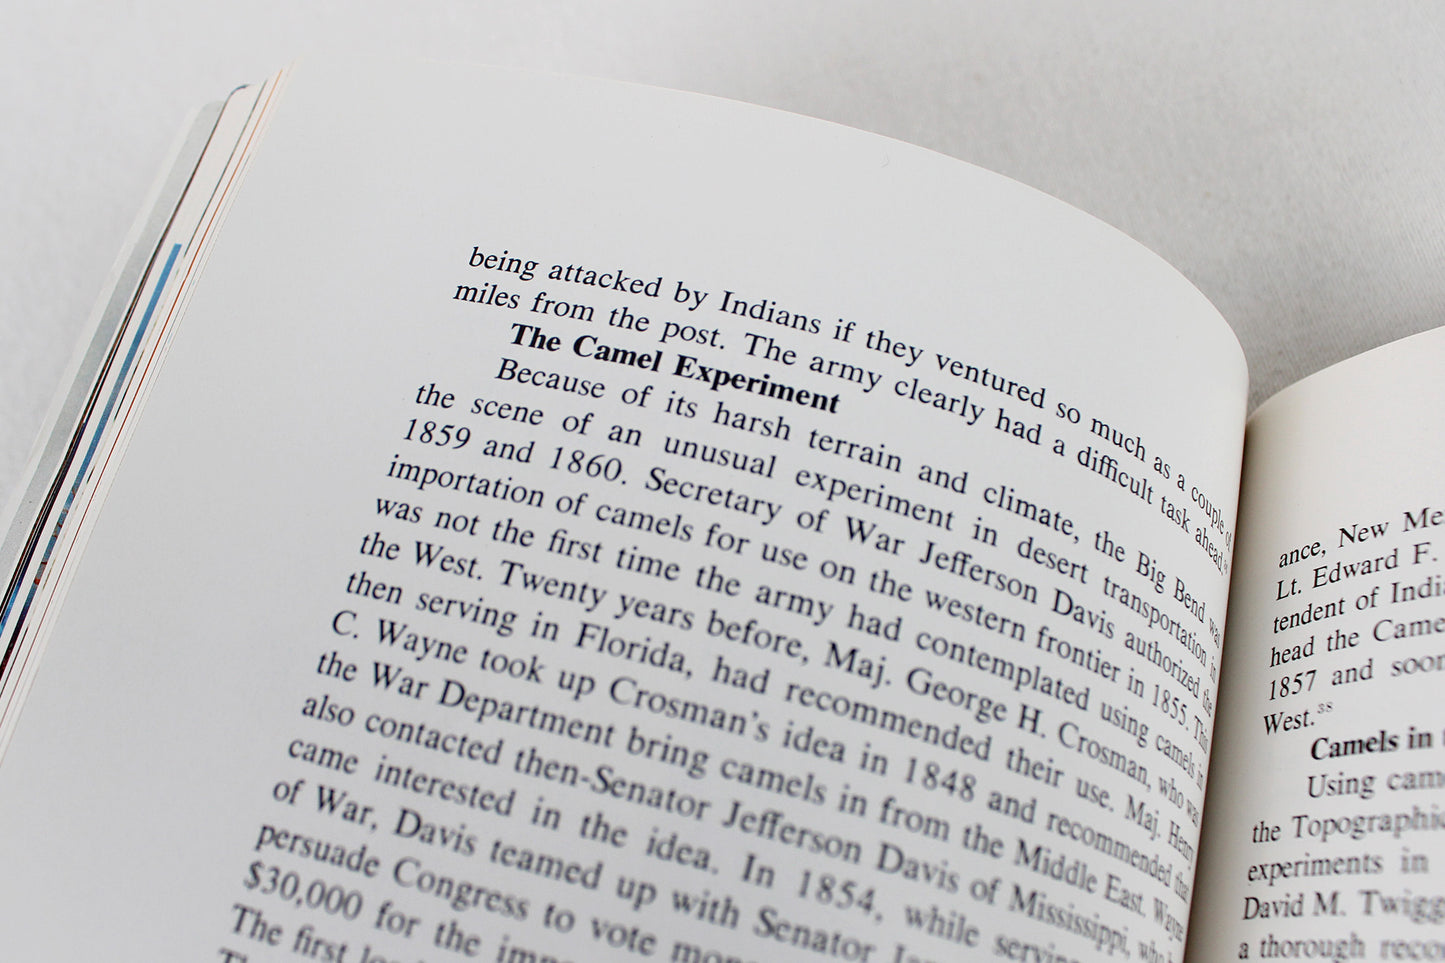 being attacked by Indians if they ventured so much as a couple of
miles from the post. The army clearly had a difficult task ahead.
The Camel Experiment
Because of its harsh terrain and climate, the Big Bend was
the scene of an unusual experiment in desert transportation in
1859 and 1860. Secretary of War Jefferson Davis authorized the
importation of camels for use on the western frontier in 1855. This
was not the first time the army had contemplated using camels in
the West. Twenty years before, Maj. George H. Crosman, who was
then serving in Florida, had recommended their use. Maj. Henry
C. Wayne took up Crosman's idea in 1848 and recommended that
the War Department bring camels in from the Middle East. Wayne
also contacted then-Senator Jefferson Davis of Mississippi, who
came interested in the idea. In 1854, while serving
of War, Davis teamed up with Senator
persuade Congress to vote
$30,000 for the
The first
ance, New Me
Lt. Edward F.
tendent of Indi
head the Came
1857 and soon
West.³⁸
Camels in
Using cam
the Topographic
experiments in
David M. Twigg
a thorough reco